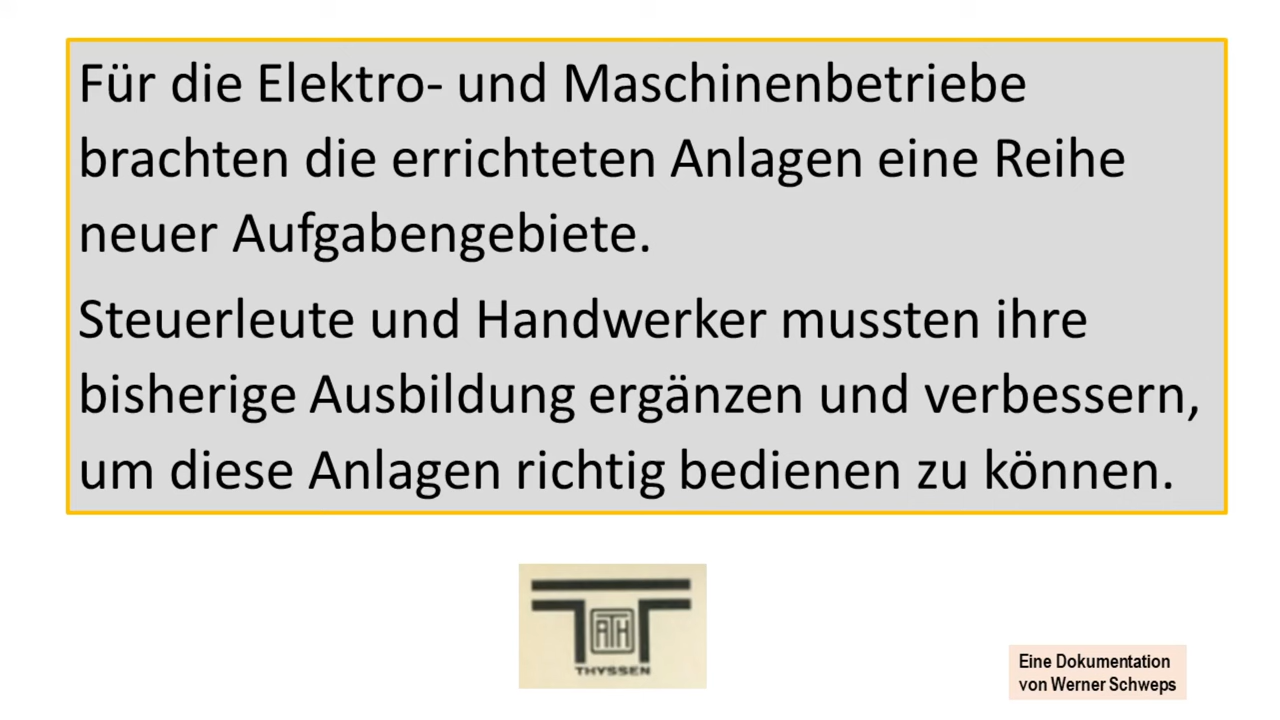 Für die Elektro- und Maschinenbetriebe
brachten die errichteten Anlagen eine Reihe
neuer Aufgabengebiete.
Steuerleute und Handwerker mussten ihre
bisherige Ausbildung ergänzen und verbessern,
um diese Anlagen richtig bedienen zu können.
ATH
THYSSEN
Eine Dokumentation
von Werner Schweps